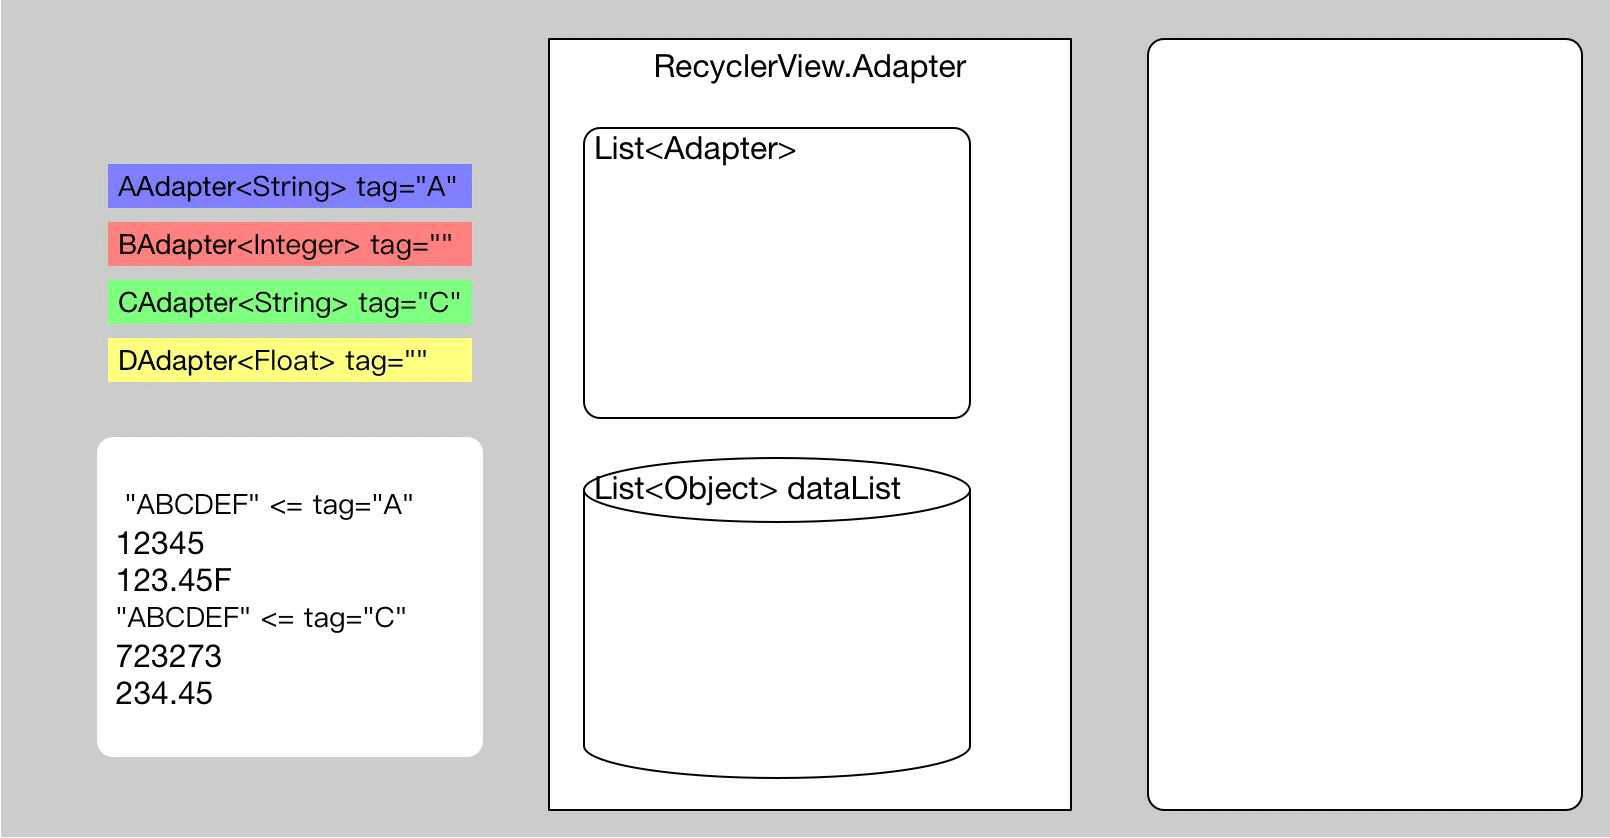 AAdapter<String> tag="A"
BAdapter<Integer> tag=""
CAdapter<String> tag="C"
DAdapter<Float> tag=""
"ABCDEF" <= tag="A"
12345
123.45F
"ABCDEF" <= tag="C"
723273
234.45
RecyclerView.Adapter
List<Adapter>
List<Object> dataList